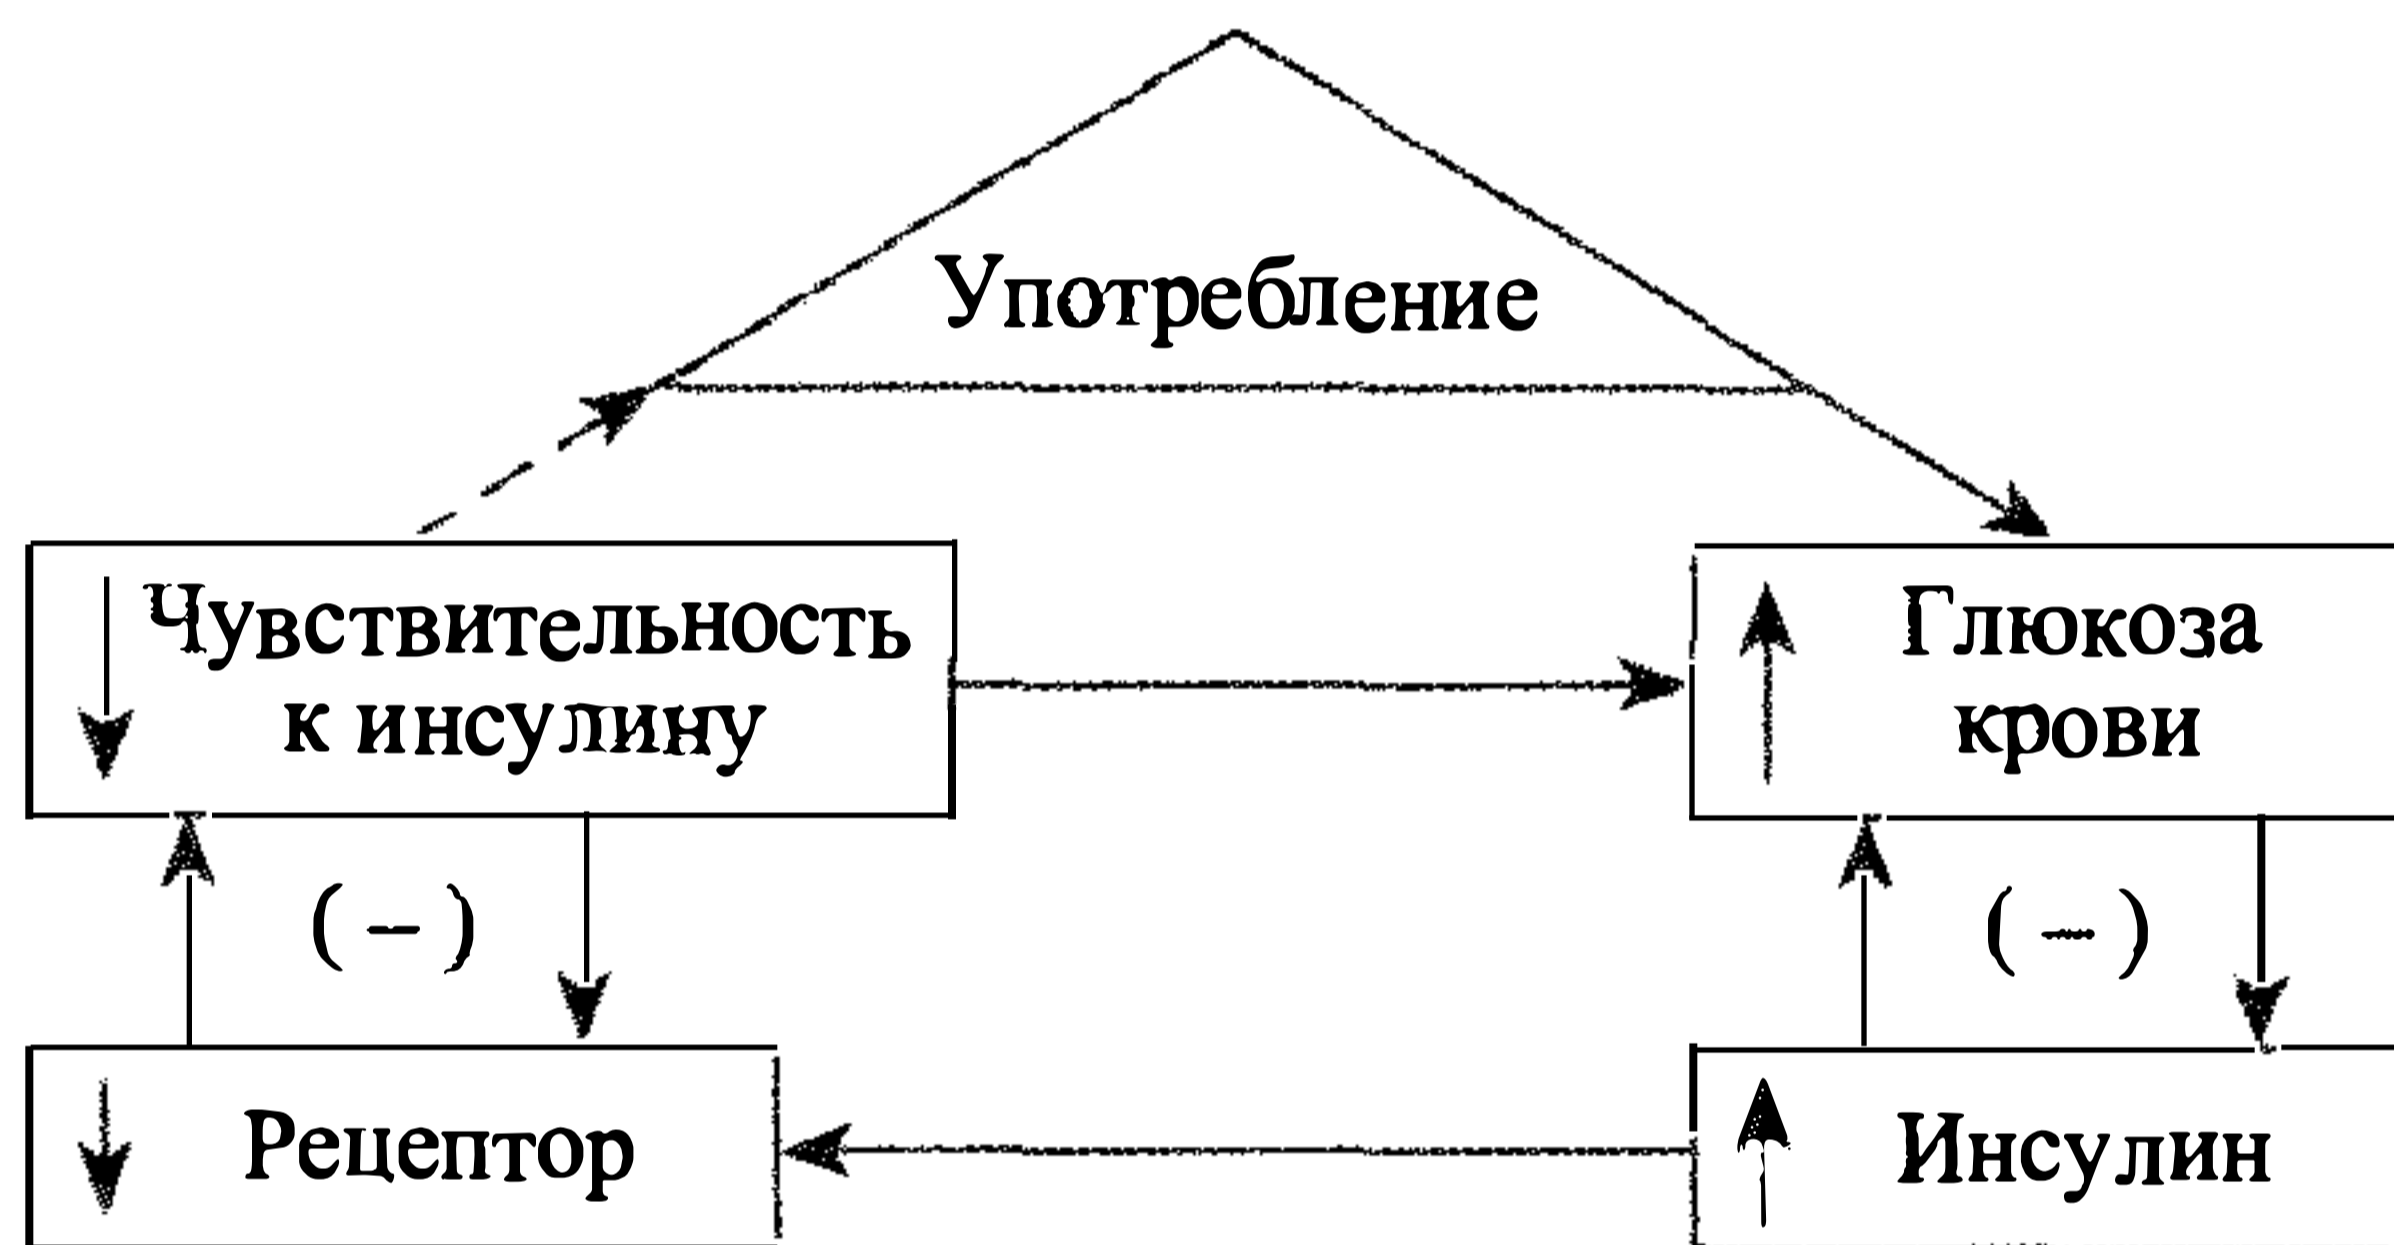 Употребление
Чувствительность
к инсулину
Глюкоза
крови
( – )
( – )
Рецептор
Инсулин